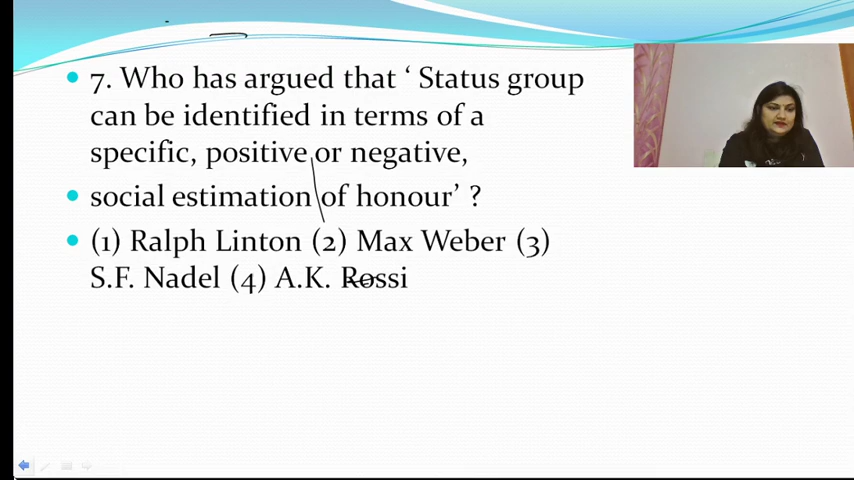 7. Who has argued that ‘ Status group
can be identified in terms of a
specific, positive or negative,
social estimation of honour’ ?
(1) Ralph Linton (2) Max Weber (3)
S.F. Nadel (4) A.K. Rossi